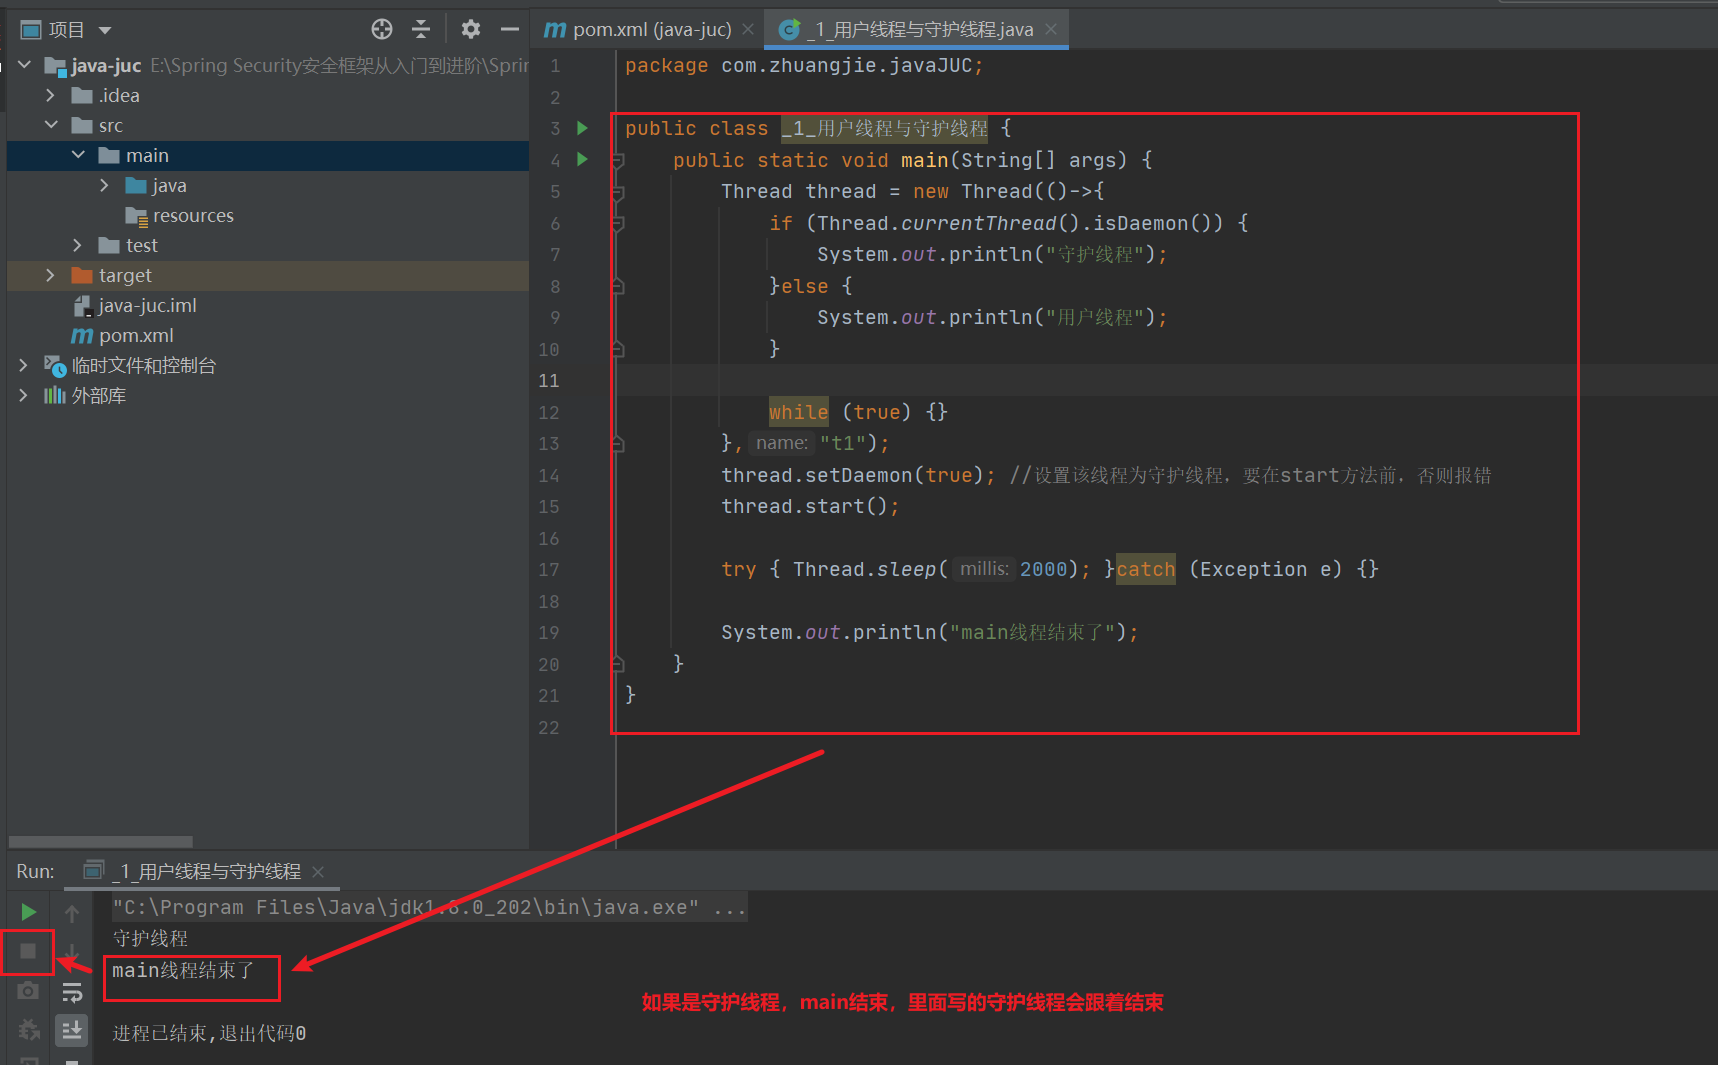 项目
java-juc E:\Spring Security安全框架从入门到进阶\Sprin
.idea
src
main
java
resources
test
target
java-juc.iml
pom.xml
临时文件和控制台
外部库
pom.xml (java-juc)
_1_用户线程与守护线程.java
1 package com.zhuangjie.javaJUC;
2
3 public class _1_用户线程与守护线程 {
4 public static void main(String[] args) {
5 Thread thread = new Thread(()->{
6 if (Thread.currentThread().isDaemon()) {
7 System.out.println("守护线程");
8 }else {
9 System.out.println("用户线程");
10 }
11
12 while (true) {}
13 }, name: "t1");
14 thread.setDaemon(true); //设置该线程为守护线程，要在start方法前，否则报错
15 thread.start();
16
17 try { Thread.sleep( millis: 2000); }catch (Exception e) {}
18
19 System.out.println("main线程结束了");
20 }
21 }
22
Run: _1_用户线程与守护线程
"C:\Program Files\Java\jdk1.8.0_202\bin\java.exe" ...
守护线程
main线程结束了
如果是守护线程，main结束，里面写的守护线程会跟着结束
进程已结束,退出代码0